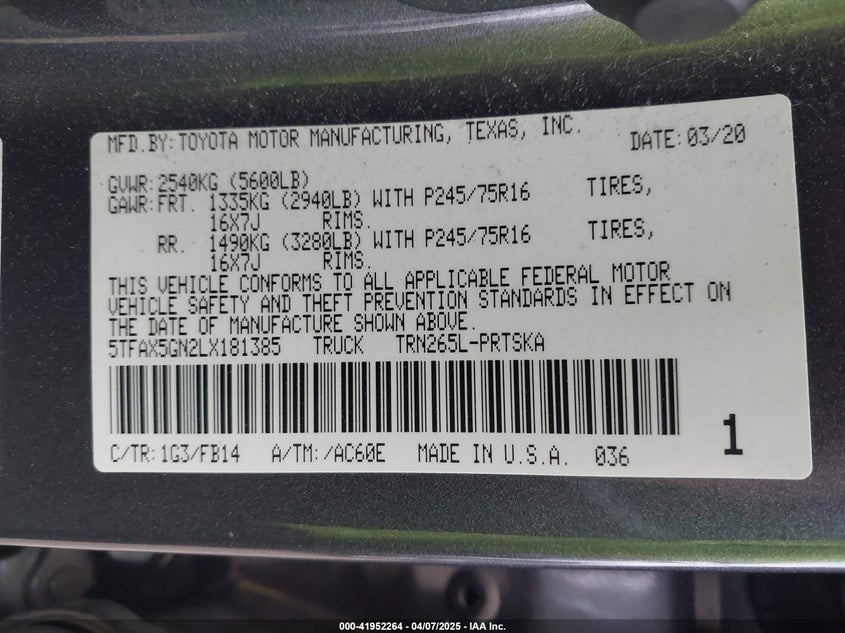 MFD.BY:TOYOTA MOTOR MANUFACTURING, TEXAS, INC. DATE:03/20
GVWR:2540KG (5600LB)
GAWR:FRT. 1335KG (2940LB) WITH P245/75R16 TIRES,
16X7J RIMS.
RR. 1490KG (3280LB) WITH P245/75R16 TIRES,
16X7J RIMS.
THIS VEHICLE CONFORMS TO ALL APPLICABLE FEDERAL MOTOR
VEHICLE SAFETY AND THEFT PREVENTION STANDARDS IN EFFECT ON
THE DATE OF MANUFACTURE SHOWN ABOVE.
5TFAX5GN2LX181385 TRUCK TRN265L-PRTSKA
1
C/TR:1G3/FB14 A/TM:/AC60E MADE IN U.S.A. 036
000-41952264 - 04/07/2025 - IAA Inc.